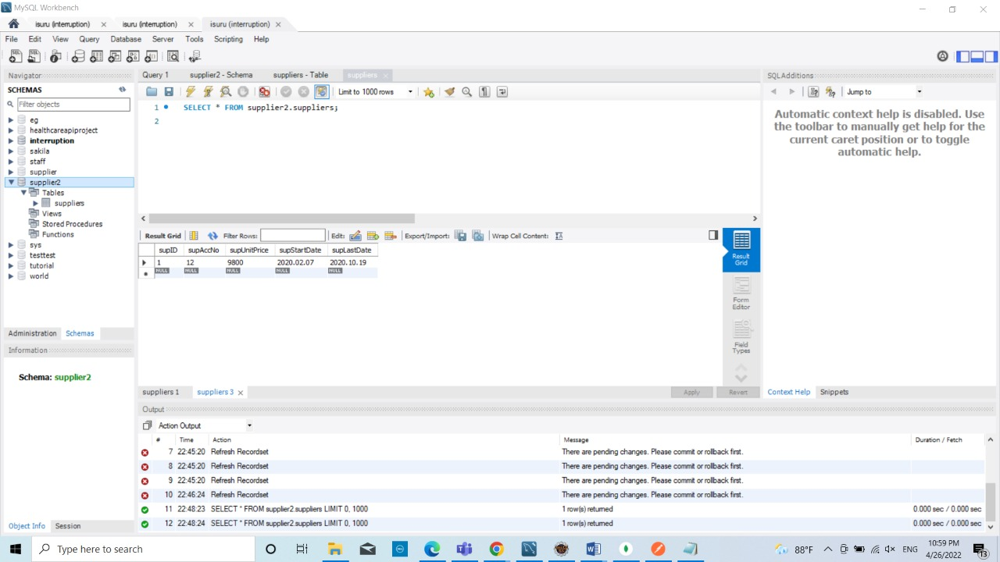 MySQL Workbench
isuru (interruption) isuru (interruption) isuru (interruption)
File Edit View Query Database Server Tools Scripting Help
Navigator
SCHEMAS
Filter objects
eg
healthcareapiproject
interruption
sakila
staff
supplier
supplier2
Tables
suppliers
Views
Stored Procedures
Functions
sys
testtest
tutorial
world
Administration Schemas
Information
Schema: supplier2
Object Info Session
Query 1 supplier2 - Schema suppliers - Table suppliers
Limit to 1000 rows
1 SELECT * FROM supplier2.suppliers;
2
Result Grid Filter Rows: Edit: Export/Import: Wrap Cell Content:
supID supAccNo supUnitPrice supStartDate supLastDate
1 12 9800 2020.02.07 2020.10.19
NULL NULL NULL NULL NULL
Result
Grid
Form
Editor
Field
Types
suppliers 1 suppliers 3 Apply Revert
SQLAdditions
Jump to
Automatic context help is disabled. Use
the toolbar to manually get help for the
current caret position or to toggle
automatic help.
Context Help Snippets
Output
Action Output
# Time Action Message Duration / Fetch
7 22:45:20 Refresh Recordset There are pending changes. Please commit or rollback first.
8 22:45:20 Refresh Recordset There are pending changes. Please commit or rollback first.
9 22:45:20 Refresh Recordset There are pending changes. Please commit or rollback first.
10 22:46:24 Refresh Recordset There are pending changes. Please commit or rollback first.
11 22:48:23 SELECT * FROM supplier2.suppliers LIMIT 0, 1000 1 row(s) returned 0.000 sec / 0.000 sec
12 22:48:24 SELECT * FROM supplier2.suppliers LIMIT 0, 1000 1 row(s) returned 0.000 sec / 0.000 sec
Type here to search
88°F ENG 10:59 PM
4/26/2022
13